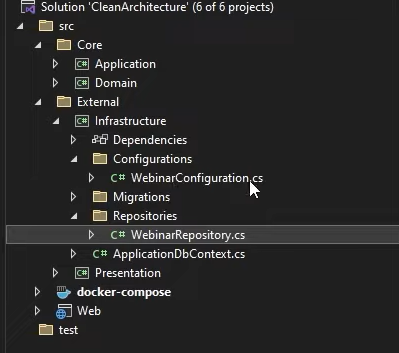 Solution 'CleanArchitecture' (6 of 6 projects)
src
Core
C# Application
C# Domain
External
C# Infrastructure
Dependencies
Configurations
C# WebinarConfiguration.cs
Migrations
Repositories
C# WebinarRepository.cs
C# ApplicationDbContext.cs
C# Presentation
docker-compose
Web
test